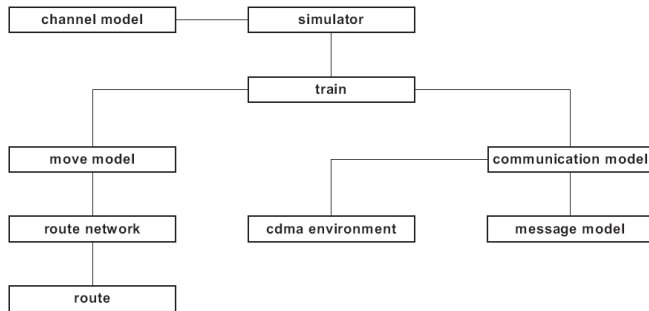 channel model
simulator
train
move model
communication model
route network
cdma environment
message model
route